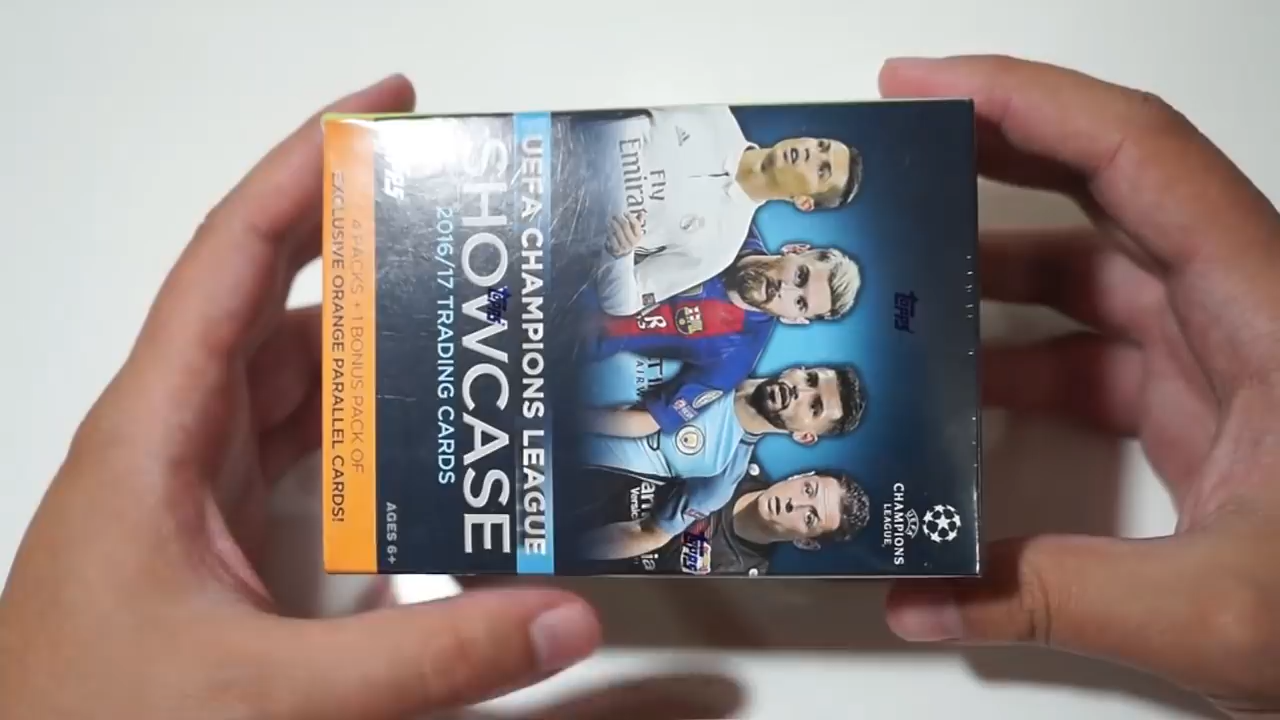 CHAMPIONS
LEAGUE
topps
Fly
Emirates
UEFA CHAMPIONS LEAGUE
SHOWCASE
topps
2016/17 TRADING CARDS
AGES 6+
4 PACKS + 1 BONUS PACK OF
EXCLUSIVE ORANGE PARALLEL CARDS!
topps